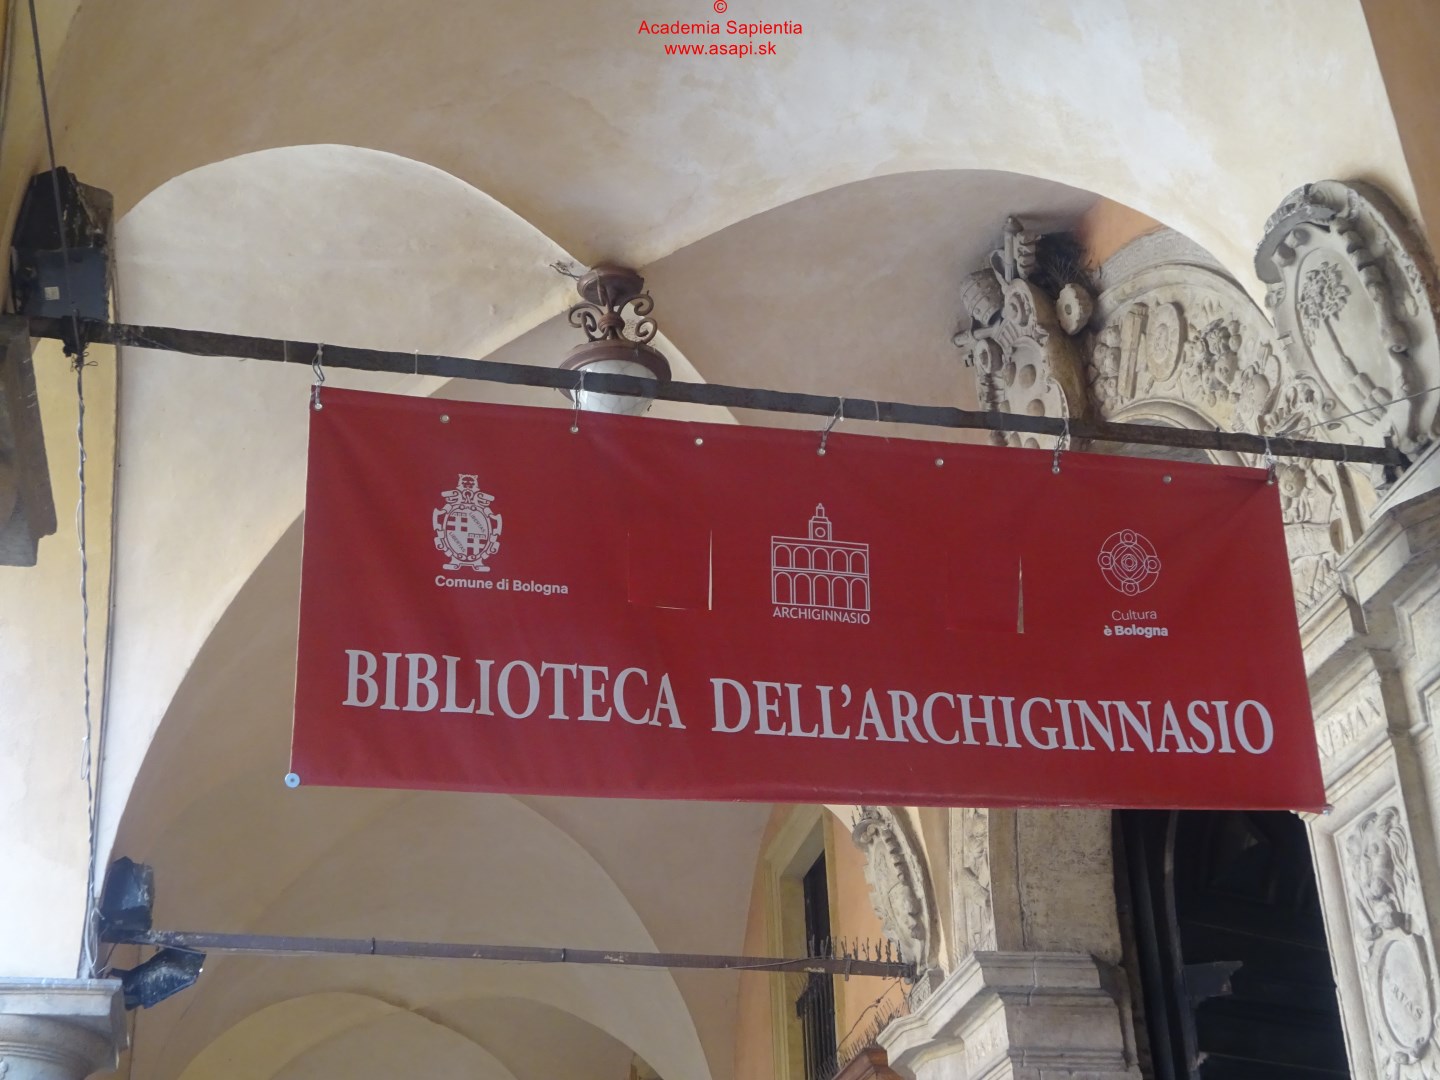 ©
Academia Sapientia
www.asapi.sk
Comune di Bologna
ARCHIGINNASIO
Cultura
è Bologna
BIBLIOTECA DELL’ARCHIGINNASIO